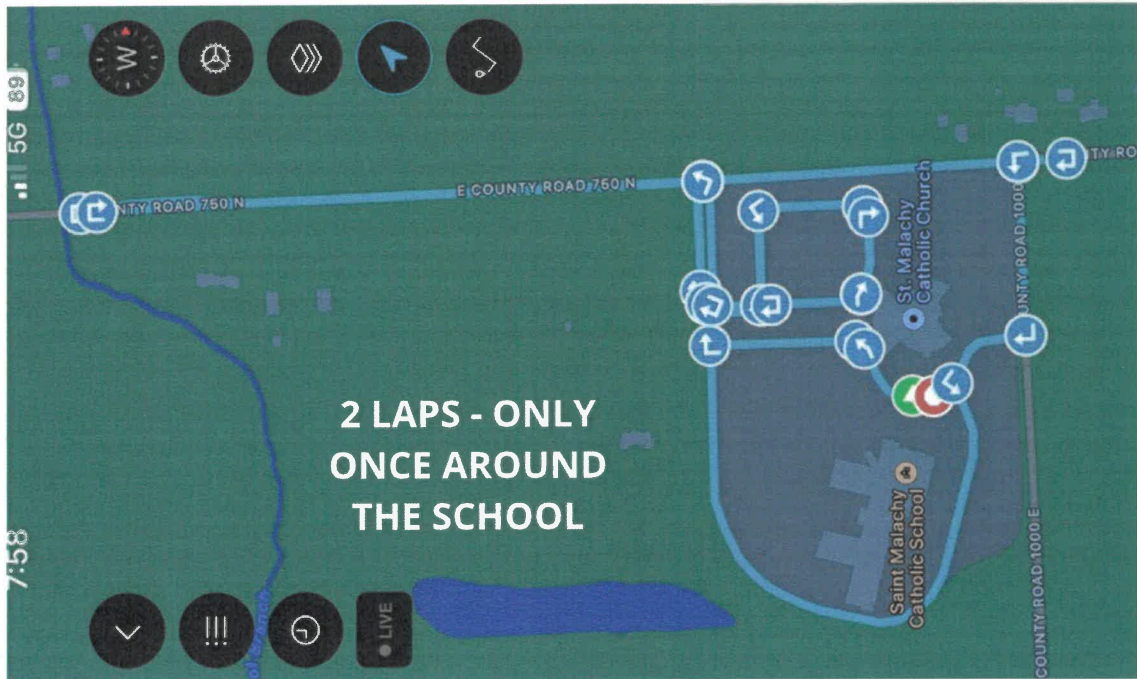 7:58
5G 89
W
LIVE
NTY ROAD 750 N
E COUNTY ROAD 750 N
TY RO
UNTY ROAD 1000
COUNTY ROAD 1000 E
St. Malachy
Catholic Church
Saint Malachy
Catholic School
2 LAPS - ONLY
ONCE AROUND
THE SCHOOL